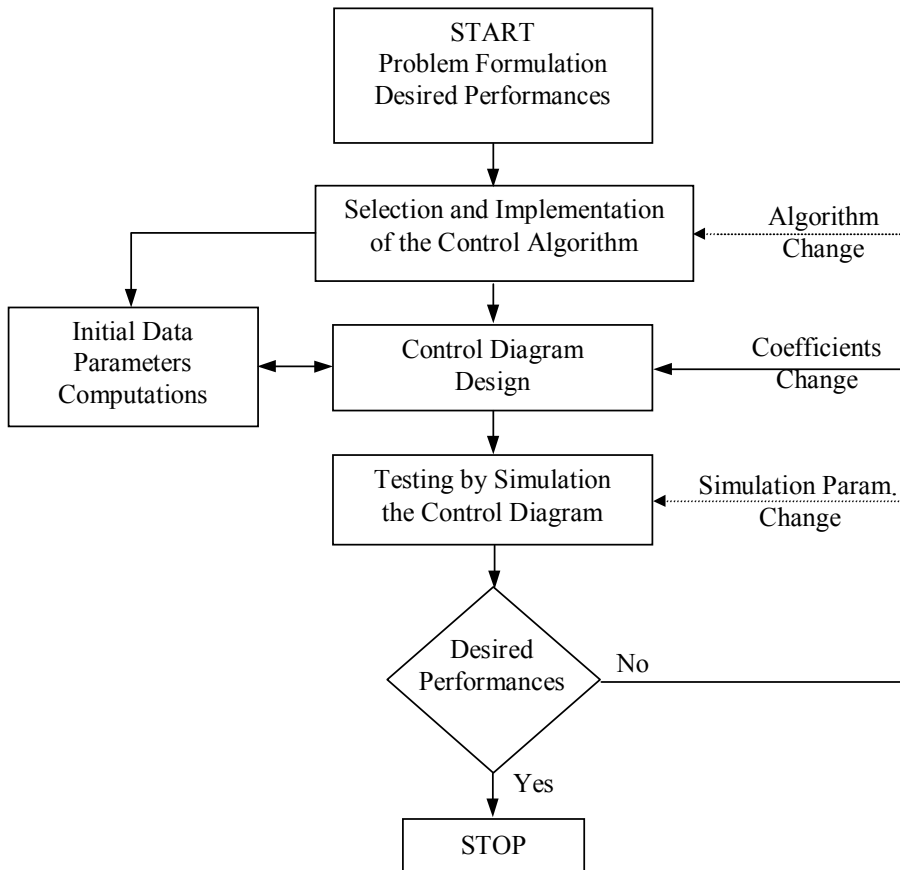 START
Problem Formulation
Desired Performances
Selection and Implementation
of the Control Algorithm
Algorithm
Change
Initial Data
Parameters
Computations
Control Diagram
Design
Coefficients
Change
Testing by Simulation
the Control Diagram
Simulation Param.
Change
Desired
Performances
No
Yes
STOP